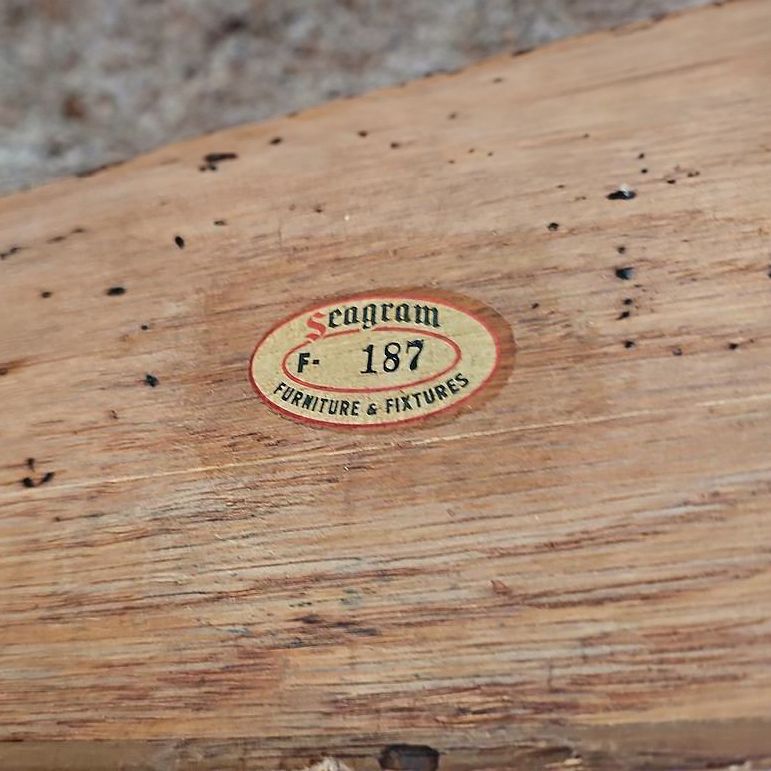 Seagram
F- 187
FURNITURE & FIXTURES